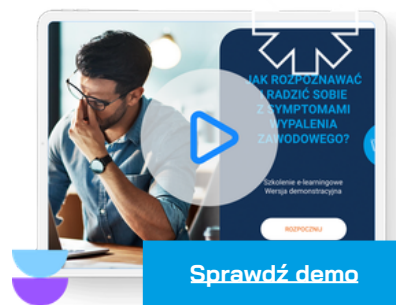 JAK ROZPOZNAWAĆ
I RADZIĆ SOBIE
Z SYMPTOMAMI
WYPALENIA
ZAWODOWEGO?
Szkolenie e-learningowe
Wersja demonstracyjna
ROZPOCZNIJ
Sprawdź demo